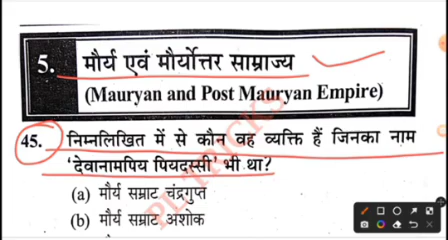 5. मौर्य एवं मौर्योत्तर साम्राज्य
(Mauryan and Post Mauryan Empire)
45. निम्नलिखित में से कौन वह व्यक्ति हैं जिनका नाम
'देवानामपिय पियदस्सी' भी था?
(a) मौर्य सम्राट चंद्रगुप्त
(b) मौर्य सम्राट अशोक